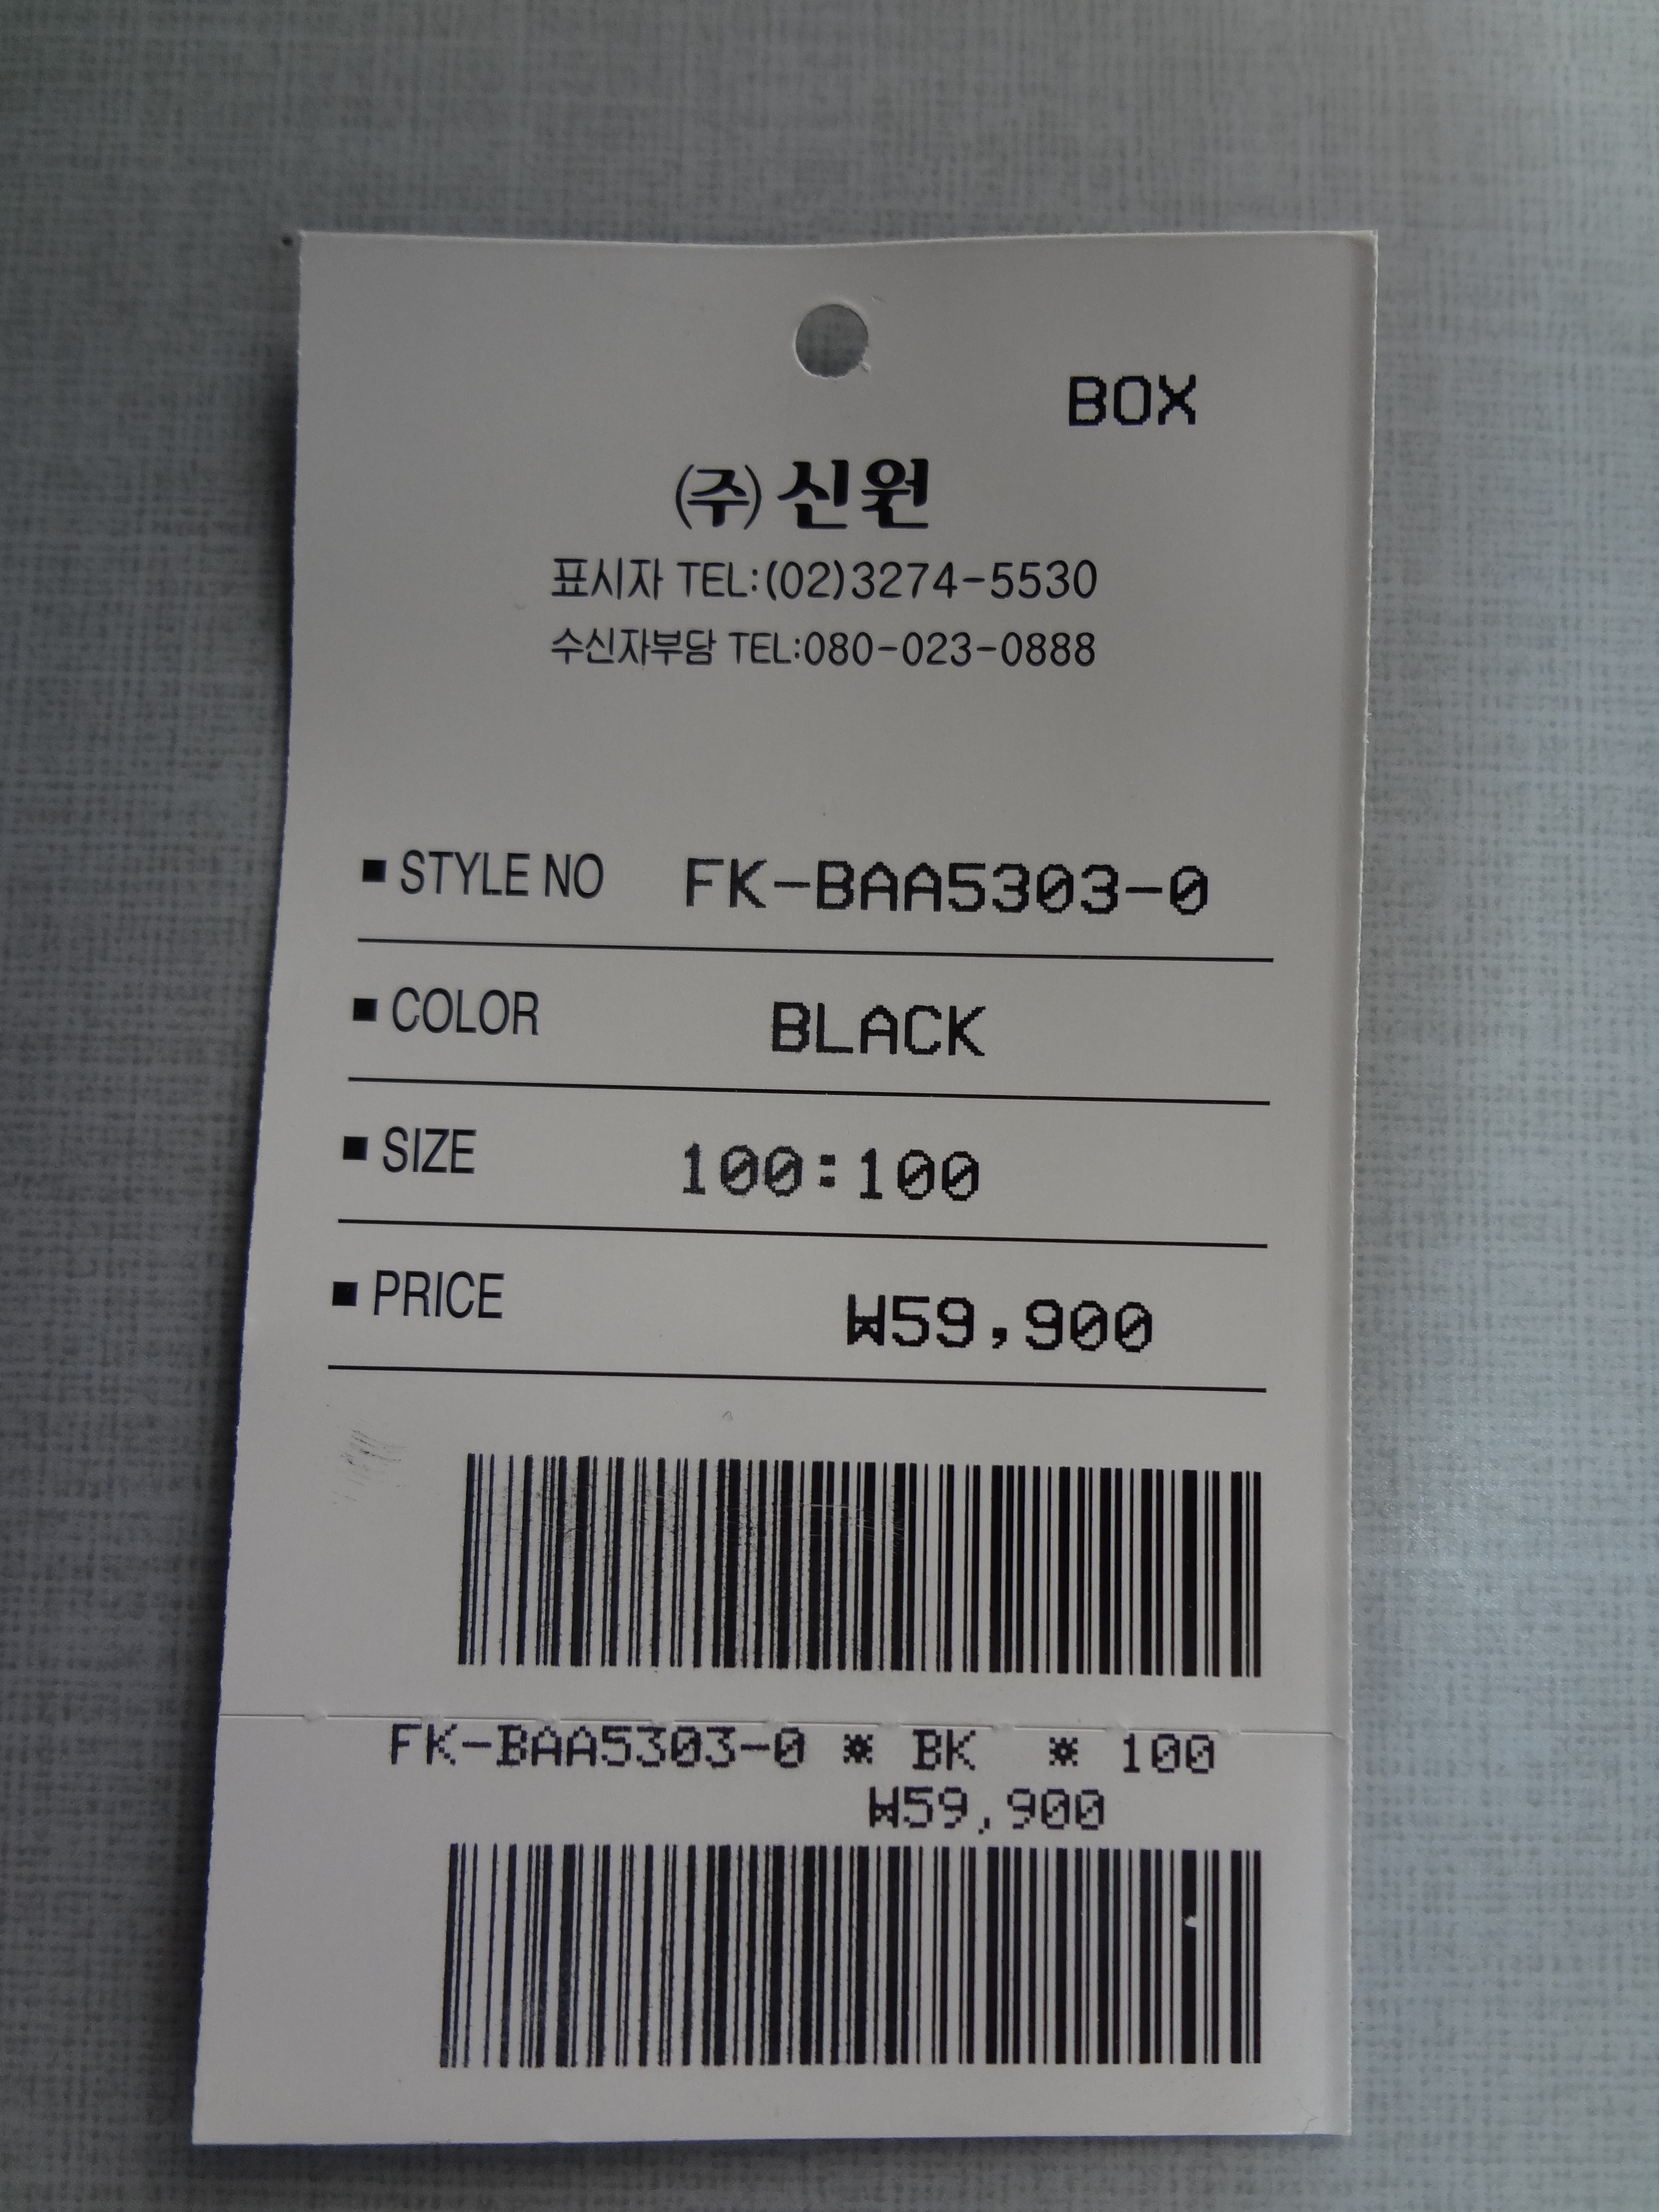 BOX
㈜신원
표시자 TEL:(02)3274-5530
수신자부담 TEL:080-023-0888
■ STYLE NO FK-BAA5303-0
■ COLOR BLACK
■ SIZE 100:100
■ PRICE ₩59,900
FK-BAA5303-0 * BK * 100
₩59,900